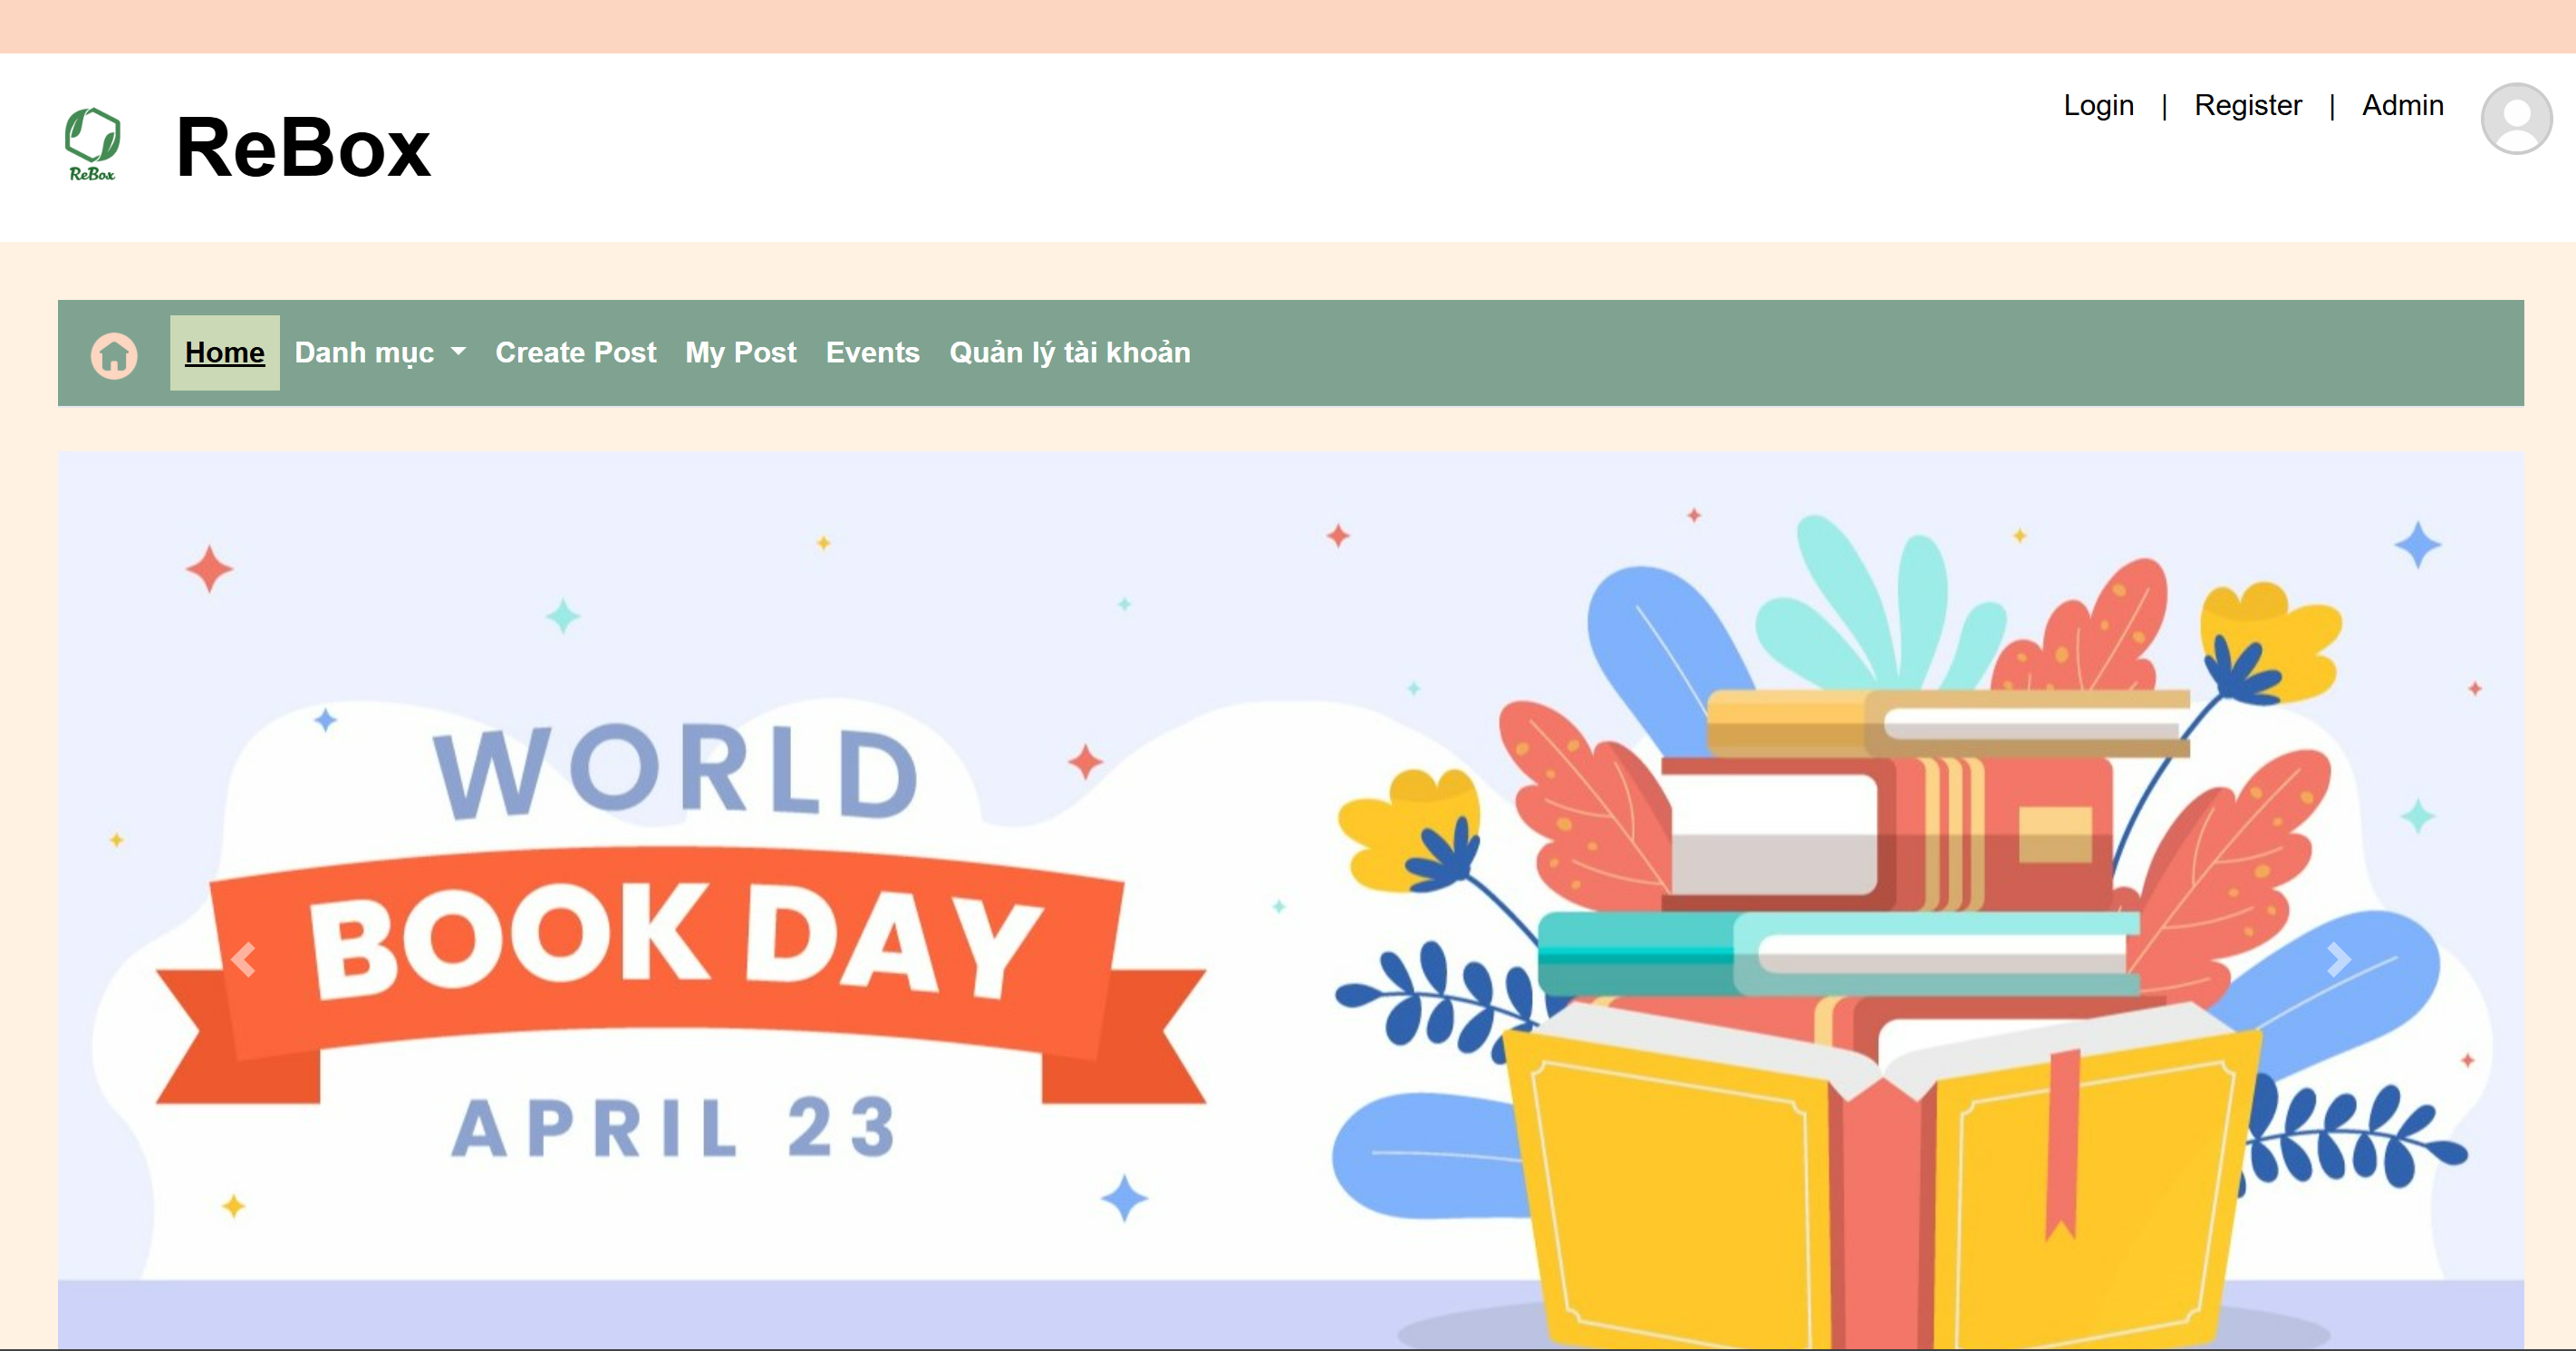 Login | Register | Admin
ReBox
ReBox
Home Danh mục Create Post My Post Events Quản lý tài khoản
WORLD
BOOK DAY
APRIL 23